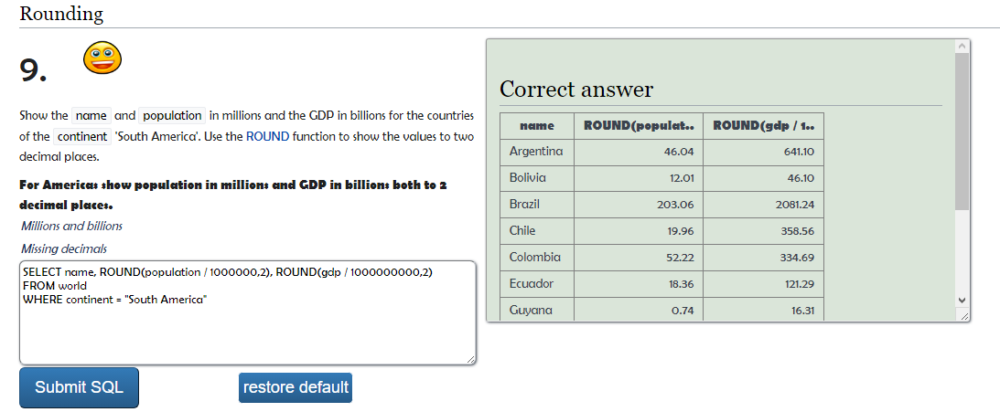 Rounding
9.
Show the name and population in millions and the GDP in billions for the countries
of the continent 'South America'. Use the ROUND function to show the values to two
decimal places.
For Americas show population in millions and GDP in billions both to 2
decimal places.
Millions and billions
Missing decimals
SELECT name, ROUND(population / 1000000,2), ROUND(gdp / 1000000000,2)
FROM world
WHERE continent = "South America"
Submit SQL
restore default
Correct answer
name ROUND(populat.. ROUND(gdp / 1..
Argentina 46.04 641.10
Bolivia 12.01 46.10
Brazil 203.06 2081.24
Chile 19.96 358.56
Colombia 52.22 334.69
Ecuador 18.36 121.29
Guyana 0.74 16.31